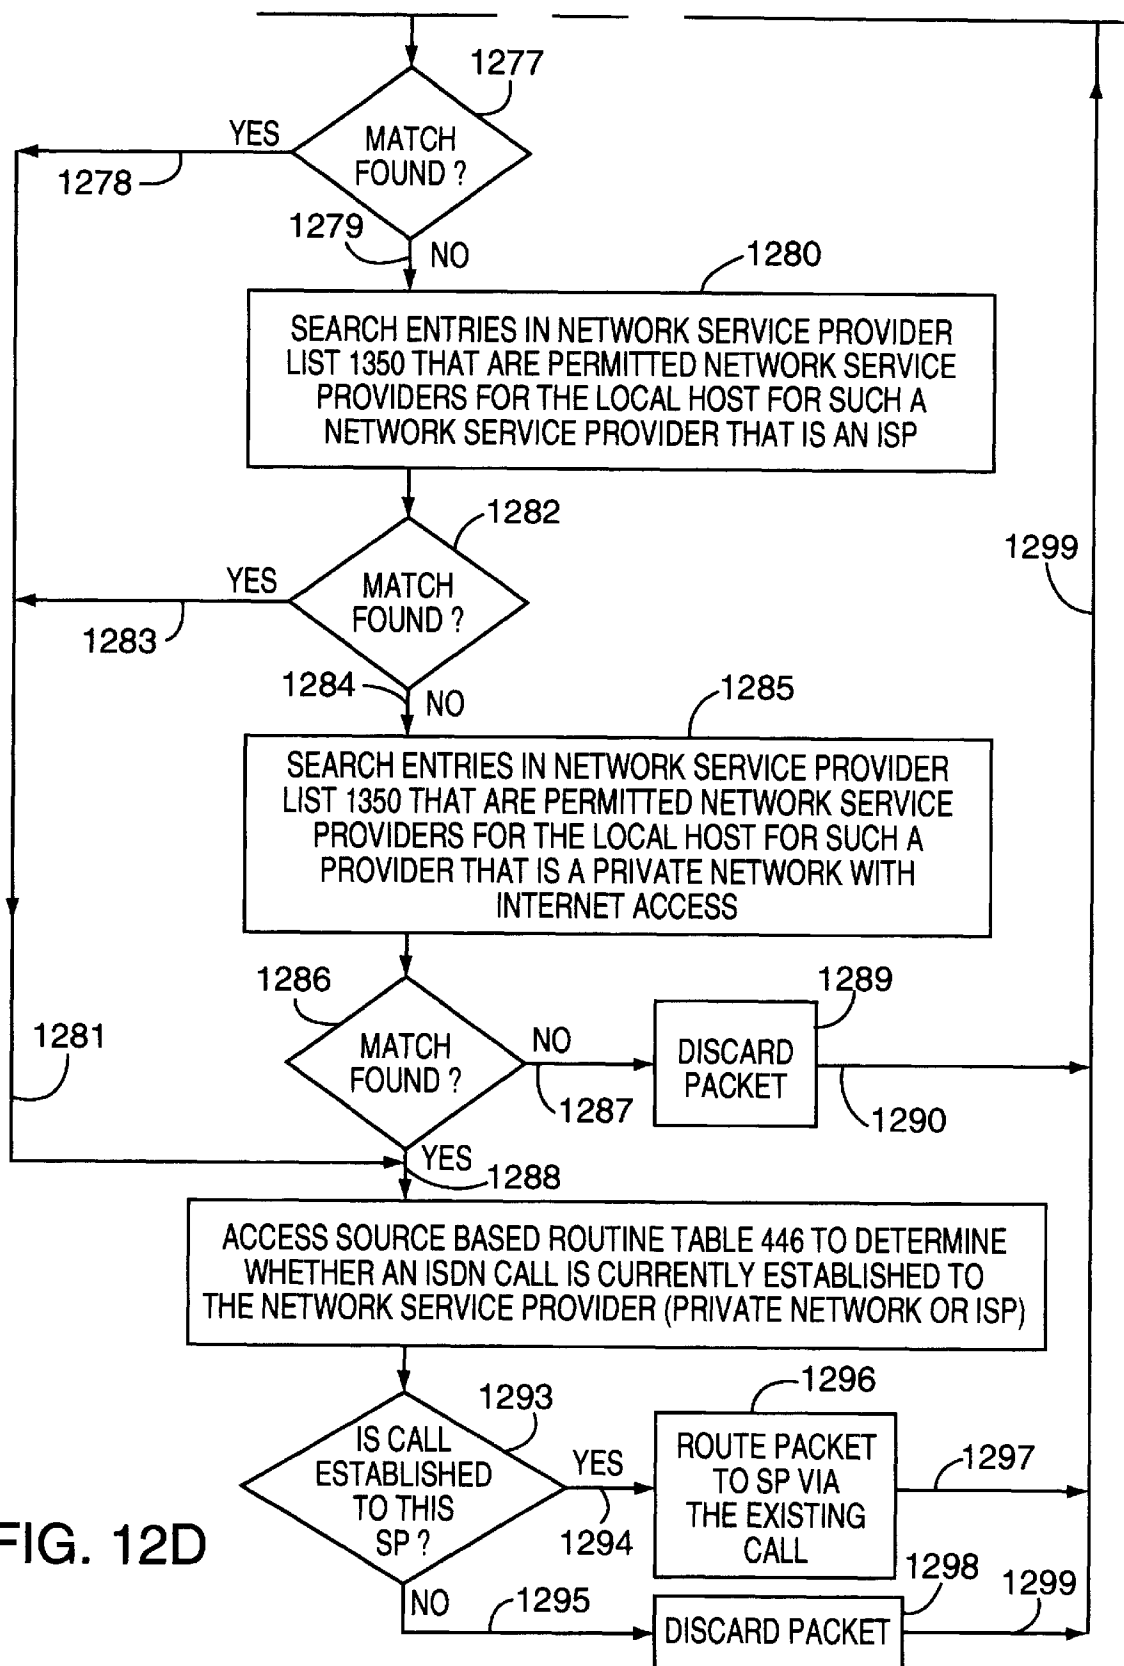 1277
YES
MATCH
FOUND ?
1278
1279
NO
1280
SEARCH ENTRIES IN NETWORK SERVICE PROVIDER
LIST 1350 THAT ARE PERMITTED NETWORK SERVICE
PROVIDERS FOR THE LOCAL HOST FOR SUCH A
NETWORK SERVICE PROVIDER THAT IS AN ISP
1282
1299
YES
MATCH
FOUND ?
1283
1284
NO
1285
SEARCH ENTRIES IN NETWORK SERVICE PROVIDER
LIST 1350 THAT ARE PERMITTED NETWORK SERVICE
PROVIDERS FOR THE LOCAL HOST FOR SUCH A
PROVIDER THAT IS A PRIVATE NETWORK WITH
INTERNET ACCESS
1286
1289
1281
MATCH
FOUND ?
NO
1287
DISCARD
PACKET
1290
YES
1288
ACCESS SOURCE BASED ROUTINE TABLE 446 TO DETERMINE
WHETHER AN ISDN CALL IS CURRENTLY ESTABLISHED TO
THE NETWORK SERVICE PROVIDER (PRIVATE NETWORK OR ISP)
1293
1296
IS CALL
ESTABLISHED
TO THIS
SP ?
YES
1294
ROUTE PACKET
TO SP VIA
THE EXISTING
CALL
1297
FIG. 12D
NO
1295
1298
1299
DISCARD PACKET